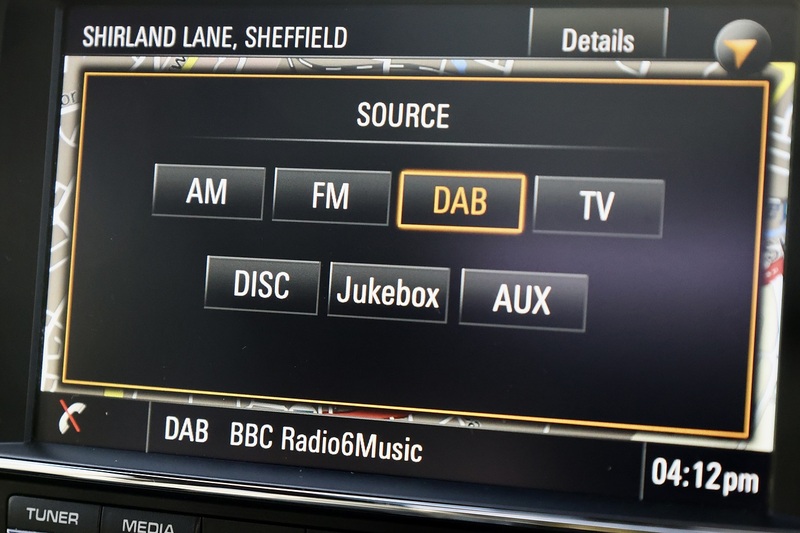 SHIRLAND LANE, SHEFFIELD Details
SOURCE
AM FM DAB TV
DISC Jukebox AUX
DAB BBC Radio6Music
04:12pm
TUNER MEDIA